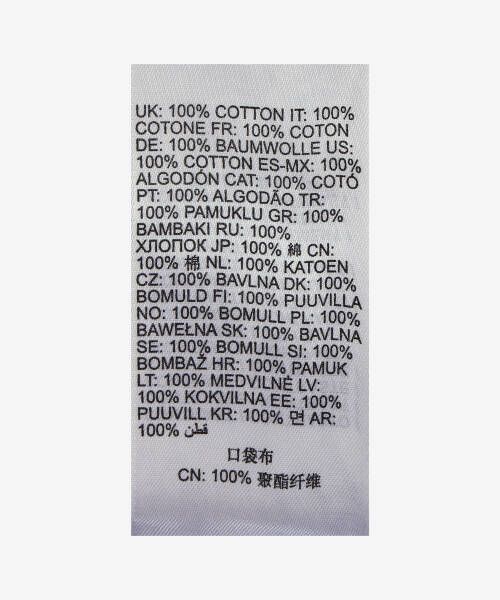 UK: 100% COTTON IT: 100%
COTONE FR: 100% COTON
DE: 100% BAUMWOLLE US:
100% COTTON ES-MX: 100%
ALGODÓN CAT: 100% COTÓ
PT: 100% ALGODÃO TR:
100% PAMUKLU GR: 100%
BAMBAKI RU: 100%
ХЛОПОК JP: 100% 綿 CN:
100% 棉 NL: 100% KATOEN
CZ: 100% BAVLNA DK: 100%
BOMULD FI: 100% PUUVILLA
NO: 100% BOMULL PL: 100%
BAWEŁNA SK: 100% BAVLNA
SE: 100% BOMULL SI: 100%
BOMBAŽ HR: 100% PAMUK
LT: 100% MEDVILNĖ LV:
100% KOKVILNA EE: 100%
PUUVILL KR: 100% 면 AR:
100% قطن
口袋布
CN: 100% 聚酯纤维